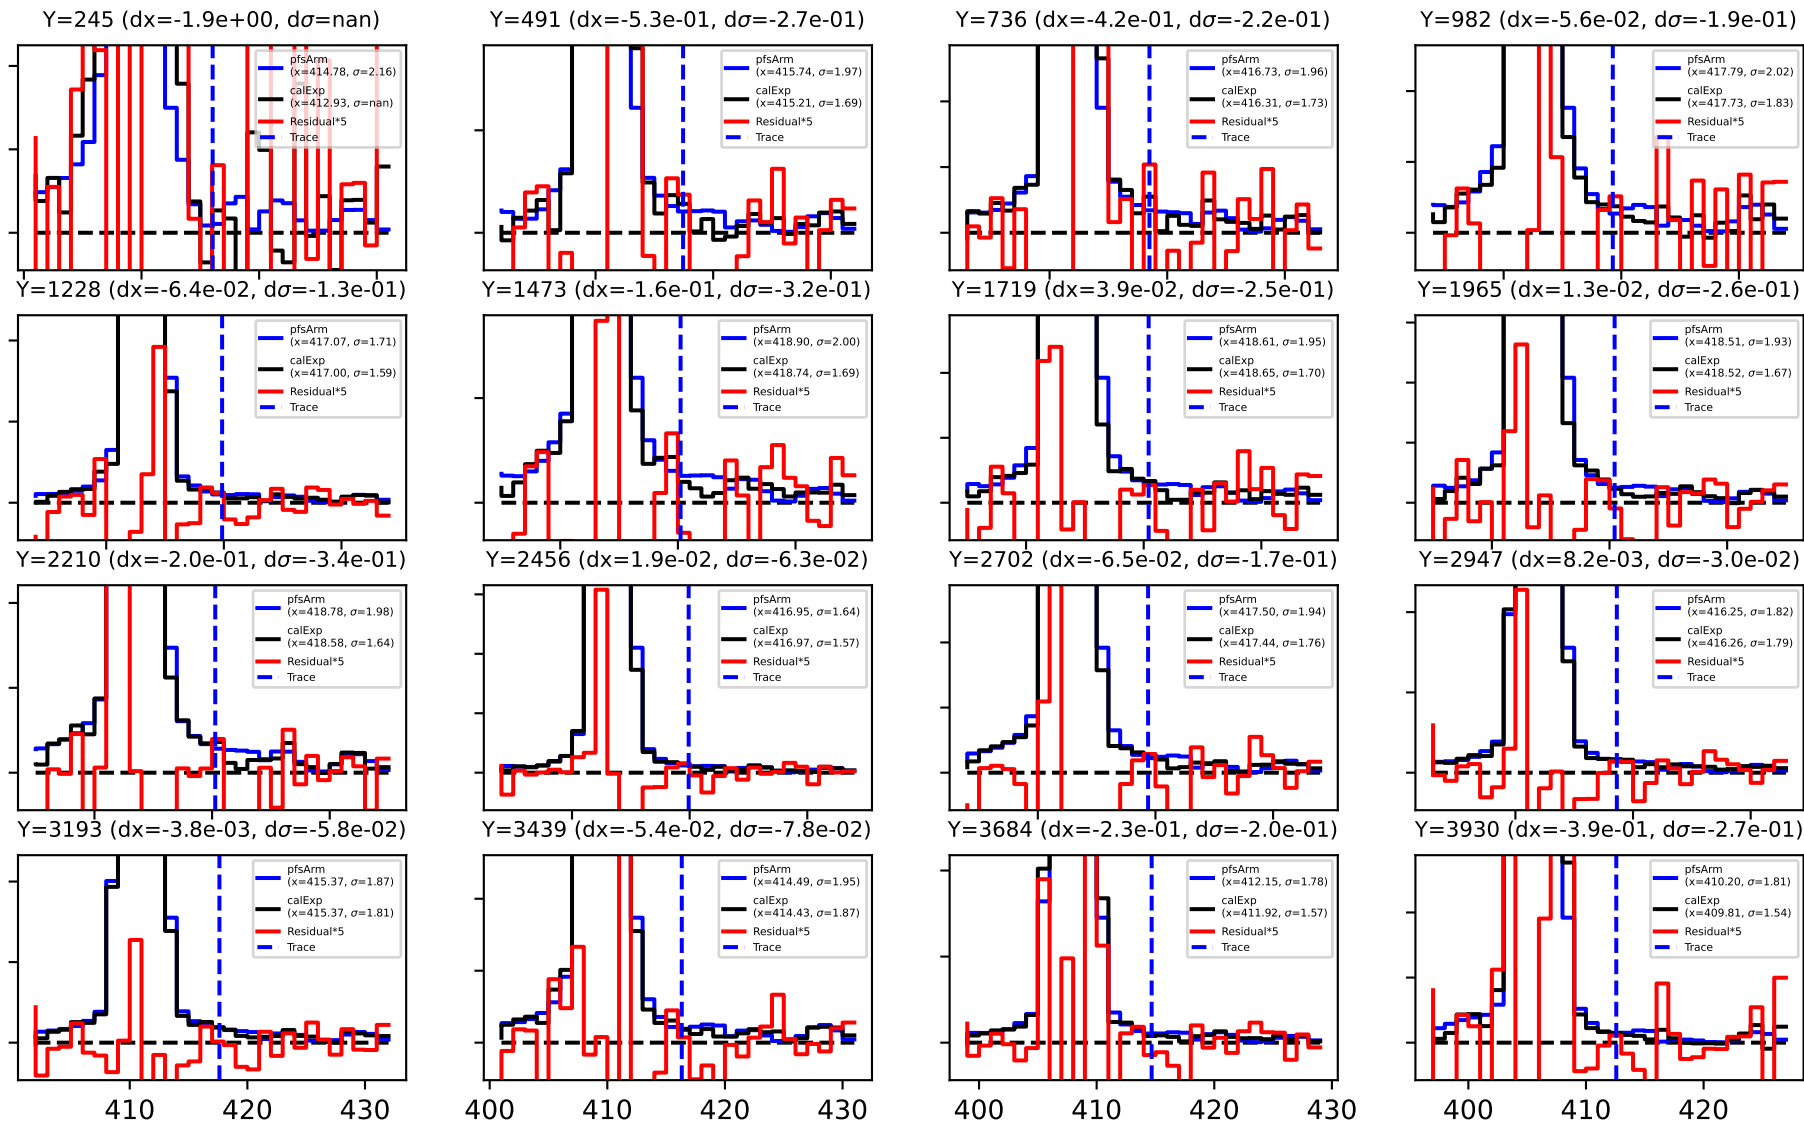 Y=245 (dx=-1.9e+00, dσ=nan)
pfsArm
(x=414.78, σ=2.16)
calExp
(x=412.93, σ=nan)
Residual*5
Trace
Y=491 (dx=-5.3e-01, dσ=-2.7e-01)
pfsArm
(x=415.74, σ=1.97)
calExp
(x=415.21, σ=1.69)
Residual*5
Trace
Y=736 (dx=-4.2e-01, dσ=-2.2e-01)
pfsArm
(x=416.73, σ=1.96)
calExp
(x=416.31, σ=1.73)
Residual*5
Trace
Y=982 (dx=-5.6e-02, dσ=-1.9e-01)
pfsArm
(x=417.79, σ=2.02)
calExp
(x=417.73, σ=1.83)
Residual*5
Trace
Y=1228 (dx=-6.4e-02, dσ=-1.3e-01)
pfsArm
(x=417.07, σ=1.71)
calExp
(x=417.00, σ=1.59)
Residual*5
Trace
Y=1473 (dx=-1.6e-01, dσ=-3.2e-01)
pfsArm
(x=418.90, σ=2.00)
calExp
(x=418.74, σ=1.69)
Residual*5
Trace
Y=1719 (dx=3.9e-02, dσ=-2.5e-01)
pfsArm
(x=418.61, σ=1.95)
calExp
(x=418.65, σ=1.70)
Residual*5
Trace
Y=1965 (dx=1.3e-02, dσ=-2.6e-01)
pfsArm
(x=418.51, σ=1.93)
calExp
(x=418.52, σ=1.67)
Residual*5
Trace
Y=2210 (dx=-2.0e-01, dσ=-3.4e-01)
pfsArm
(x=418.78, σ=1.98)
calExp
(x=418.58, σ=1.64)
Residual*5
Trace
Y=2456 (dx=1.9e-02, dσ=-6.3e-02)
pfsArm
(x=416.95, σ=1.64)
calExp
(x=416.97, σ=1.57)
Residual*5
Trace
Y=2702 (dx=-6.5e-02, dσ=-1.7e-01)
pfsArm
(x=417.50, σ=1.94)
calExp
(x=417.44, σ=1.76)
Residual*5
Trace
Y=2947 (dx=8.2e-03, dσ=-3.0e-02)
pfsArm
(x=416.25, σ=1.82)
calExp
(x=416.26, σ=1.79)
Residual*5
Trace
Y=3193 (dx=-3.8e-03, dσ=-5.8e-02)
pfsArm
(x=415.37, σ=1.87)
calExp
(x=415.37, σ=1.81)
Residual*5
Trace
410 420 430
Y=3439 (dx=-5.4e-02, dσ=-7.8e-02)
pfsArm
(x=414.49, σ=1.95)
calExp
(x=414.43, σ=1.87)
Residual*5
Trace
400 410 420 430
Y=3684 (dx=-2.3e-01, dσ=-2.0e-01)
pfsArm
(x=412.15, σ=1.78)
calExp
(x=411.92, σ=1.57)
Residual*5
Trace
400 410 420 430
Y=3930 (dx=-3.9e-01, dσ=-2.7e-01)
pfsArm
(x=410.20, σ=1.81)
calExp
(x=409.81, σ=1.54)
Residual*5
Trace
400 410 420